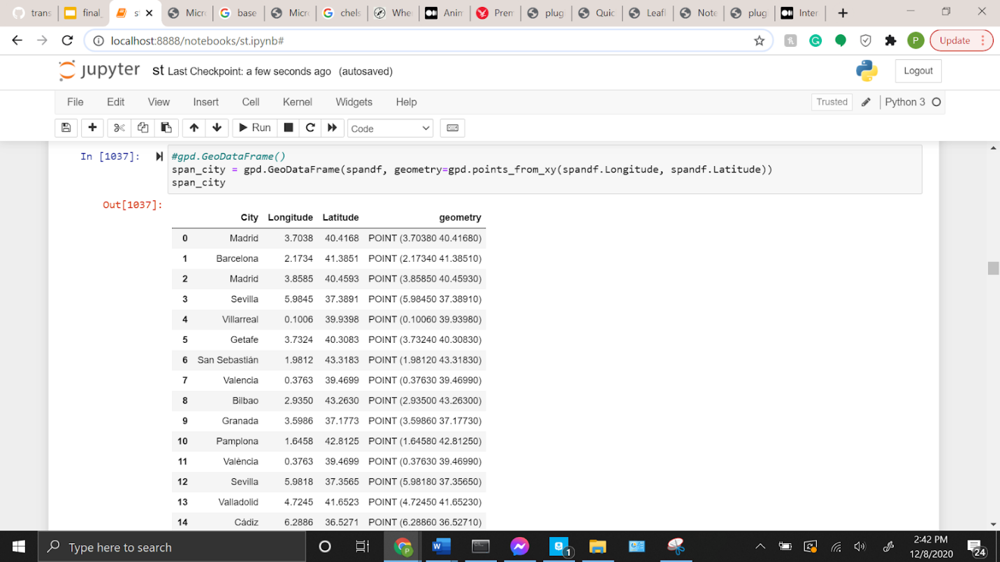 trans
final_
st
Micro
base
Micro
chels
Whe
Anim
Prem
plug
Quic
Leafl
Note
plug
Inter
localhost:8888/notebooks/st.ipynb#
P
Update
jupyter st Last Checkpoint: a few seconds ago (autosaved)
Logout
File Edit View Insert Cell Kernel Widgets Help
Trusted Python 3
Run Code
In [1037]: #gpd.GeoDataFrame()
span_city = gpd.GeoDataFrame(spandf, geometry=gpd.points_from_xy(spandf.Longitude, spandf.Latitude))
span_city
Out[1037]:
City Longitude Latitude geometry
0 Madrid 3.7038 40.4168 POINT (3.70380 40.41680)
1 Barcelona 2.1734 41.3851 POINT (2.17340 41.38510)
2 Madrid 3.8585 40.4593 POINT (3.85850 40.45930)
3 Sevilla 5.9845 37.3891 POINT (5.98450 37.38910)
4 Villarreal 0.1006 39.9398 POINT (0.10060 39.93980)
5 Getafe 3.7324 40.3083 POINT (3.73240 40.30830)
6 San Sebastián 1.9812 43.3183 POINT (1.98120 43.31830)
7 Valencia 0.3763 39.4699 POINT (0.37630 39.46990)
8 Bilbao 2.9350 43.2630 POINT (2.93500 43.26300)
9 Granada 3.5986 37.1773 POINT (3.59860 37.17730)
10 Pamplona 1.6458 42.8125 POINT (1.64580 42.81250)
11 València 0.3763 39.4699 POINT (0.37630 39.46990)
12 Sevilla 5.9818 37.3565 POINT (5.98180 37.35650)
13 Valladolid 4.7245 41.6523 POINT (4.72450 41.65230)
14 Cádiz 6.2886 36.5271 POINT (6.28860 36.52710)
Type here to search
1
2:42 PM
12/8/2020
24